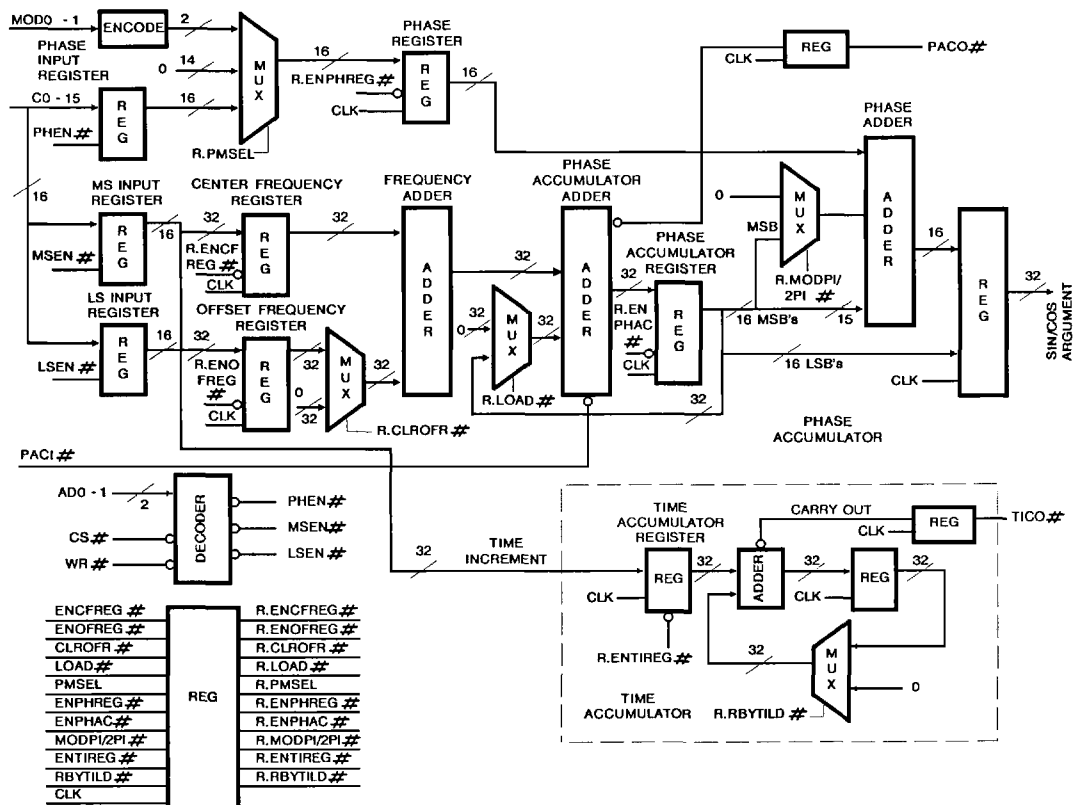 MOD0 - 1
ENCODE
2
PHASE
INPUT
REGISTER
0
14
MUX
16
R.ENPHREG#
PHASE
REGISTER
REG
CLK
16
C0 - 15
REG
16
PHEN#
R.PMSEL
REG
CLK
PACO#
PHASE
ADDER
ADDER
16
MS INPUT
REGISTER
REG
16
MSEN#
CENTER FREQUENCY
REGISTER
32
R.ENCF
REG#
CLK
REG
32
FREQUENCY
ADDER
ADDER
32
PHASE
ACCUMULATOR
ADDER
ADDER
32
PHASE
ACCUMULATOR
REGISTER
R.EN
PHAC
#
CLK
REG
0
MSB
MUX
R.MODPI/
2PI #
16 MSB's
15
16
REG
32
SIN/COS
ARGUMENT
16 LSB's
CLK
LS INPUT
REGISTER
REG
16
LSEN#
OFFSET FREQUENCY
REGISTER
32
R.ENO
FREG
#
CLK
REG
32
0
32
MUX
32
R.CLROFR#
0
32
MUX
32
R.LOAD#
32
PHASE
ACCUMULATOR
PACI#
AD0 - 1
2
CS#
WR#
DECODER
PHEN#
MSEN#
LSEN#
32
TIME
INCREMENT
TIME
ACCUMULATOR
REGISTER
REG
CLK
R.ENTIREG#
32
ADDER
CARRY OUT
CLK
REG
TICO#
32
CLK
REG
32
32
MUX
0
R.RBYTILD#
TIME
ACCUMULATOR
ENCFREG#
ENOFREG#
CLROFR#
LOAD#
PMSEL
ENPHREG#
ENPHAC#
MODPI/2PI#
ENTIREG#
RBYTILD#
CLK
REG
R.ENCFREG#
R.ENOFREG#
R.CLROFR#
R.LOAD#
R.PMSEL
R.ENPHREG#
R.ENPHAC#
R.MODPI/2PI#
R.ENTIREG#
R.RBYTILD#